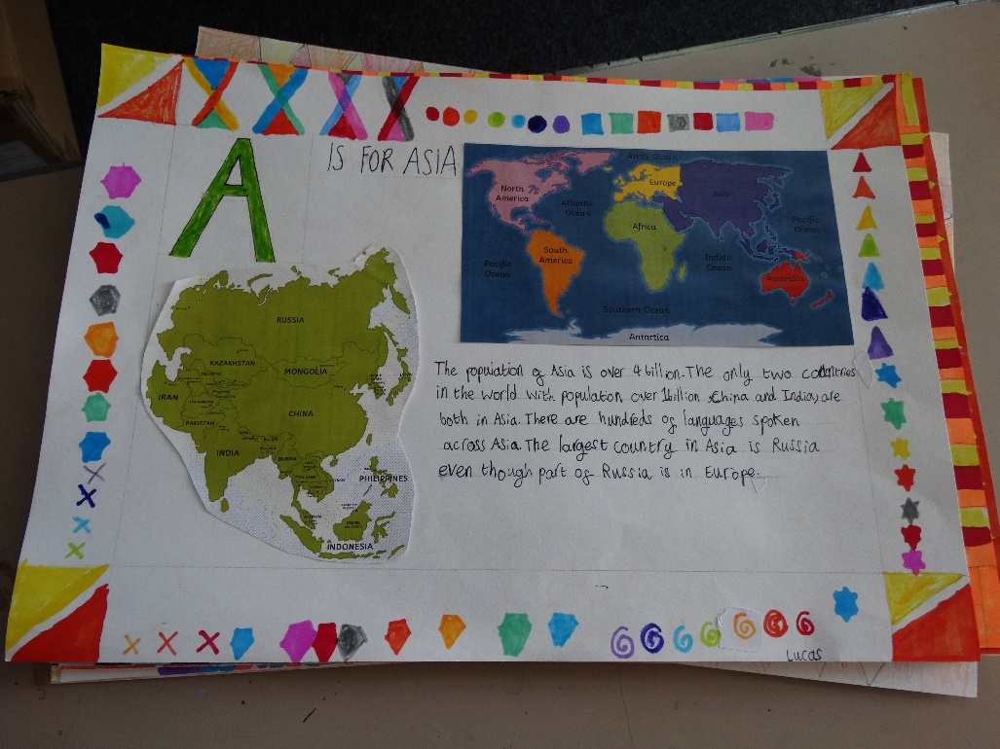 A
IS FOR ASIA
Arctic Ocean
North
America
Europe
Asia
Atlantic
Ocean
Pacific
Ocean
Africa
South
America
Indian
Ocean
Pacific
Ocean
Australia
Southern Ocean
Antartica
RUSSIA
KAZAKHSTAN
MONGOLIA
IRAN
CHINA
PAKISTAN
INDIA
BURMA
PHILIPPINES
INDONESIA
The population of Asia is over 4 billion. The only two countries
in the world with population over 1billion, China and India, are
both in Asia. There are hundreds of languages spoken
across Asia. The largest country in Asia is Russia
even though part of Russia is in Europe.
Lucas